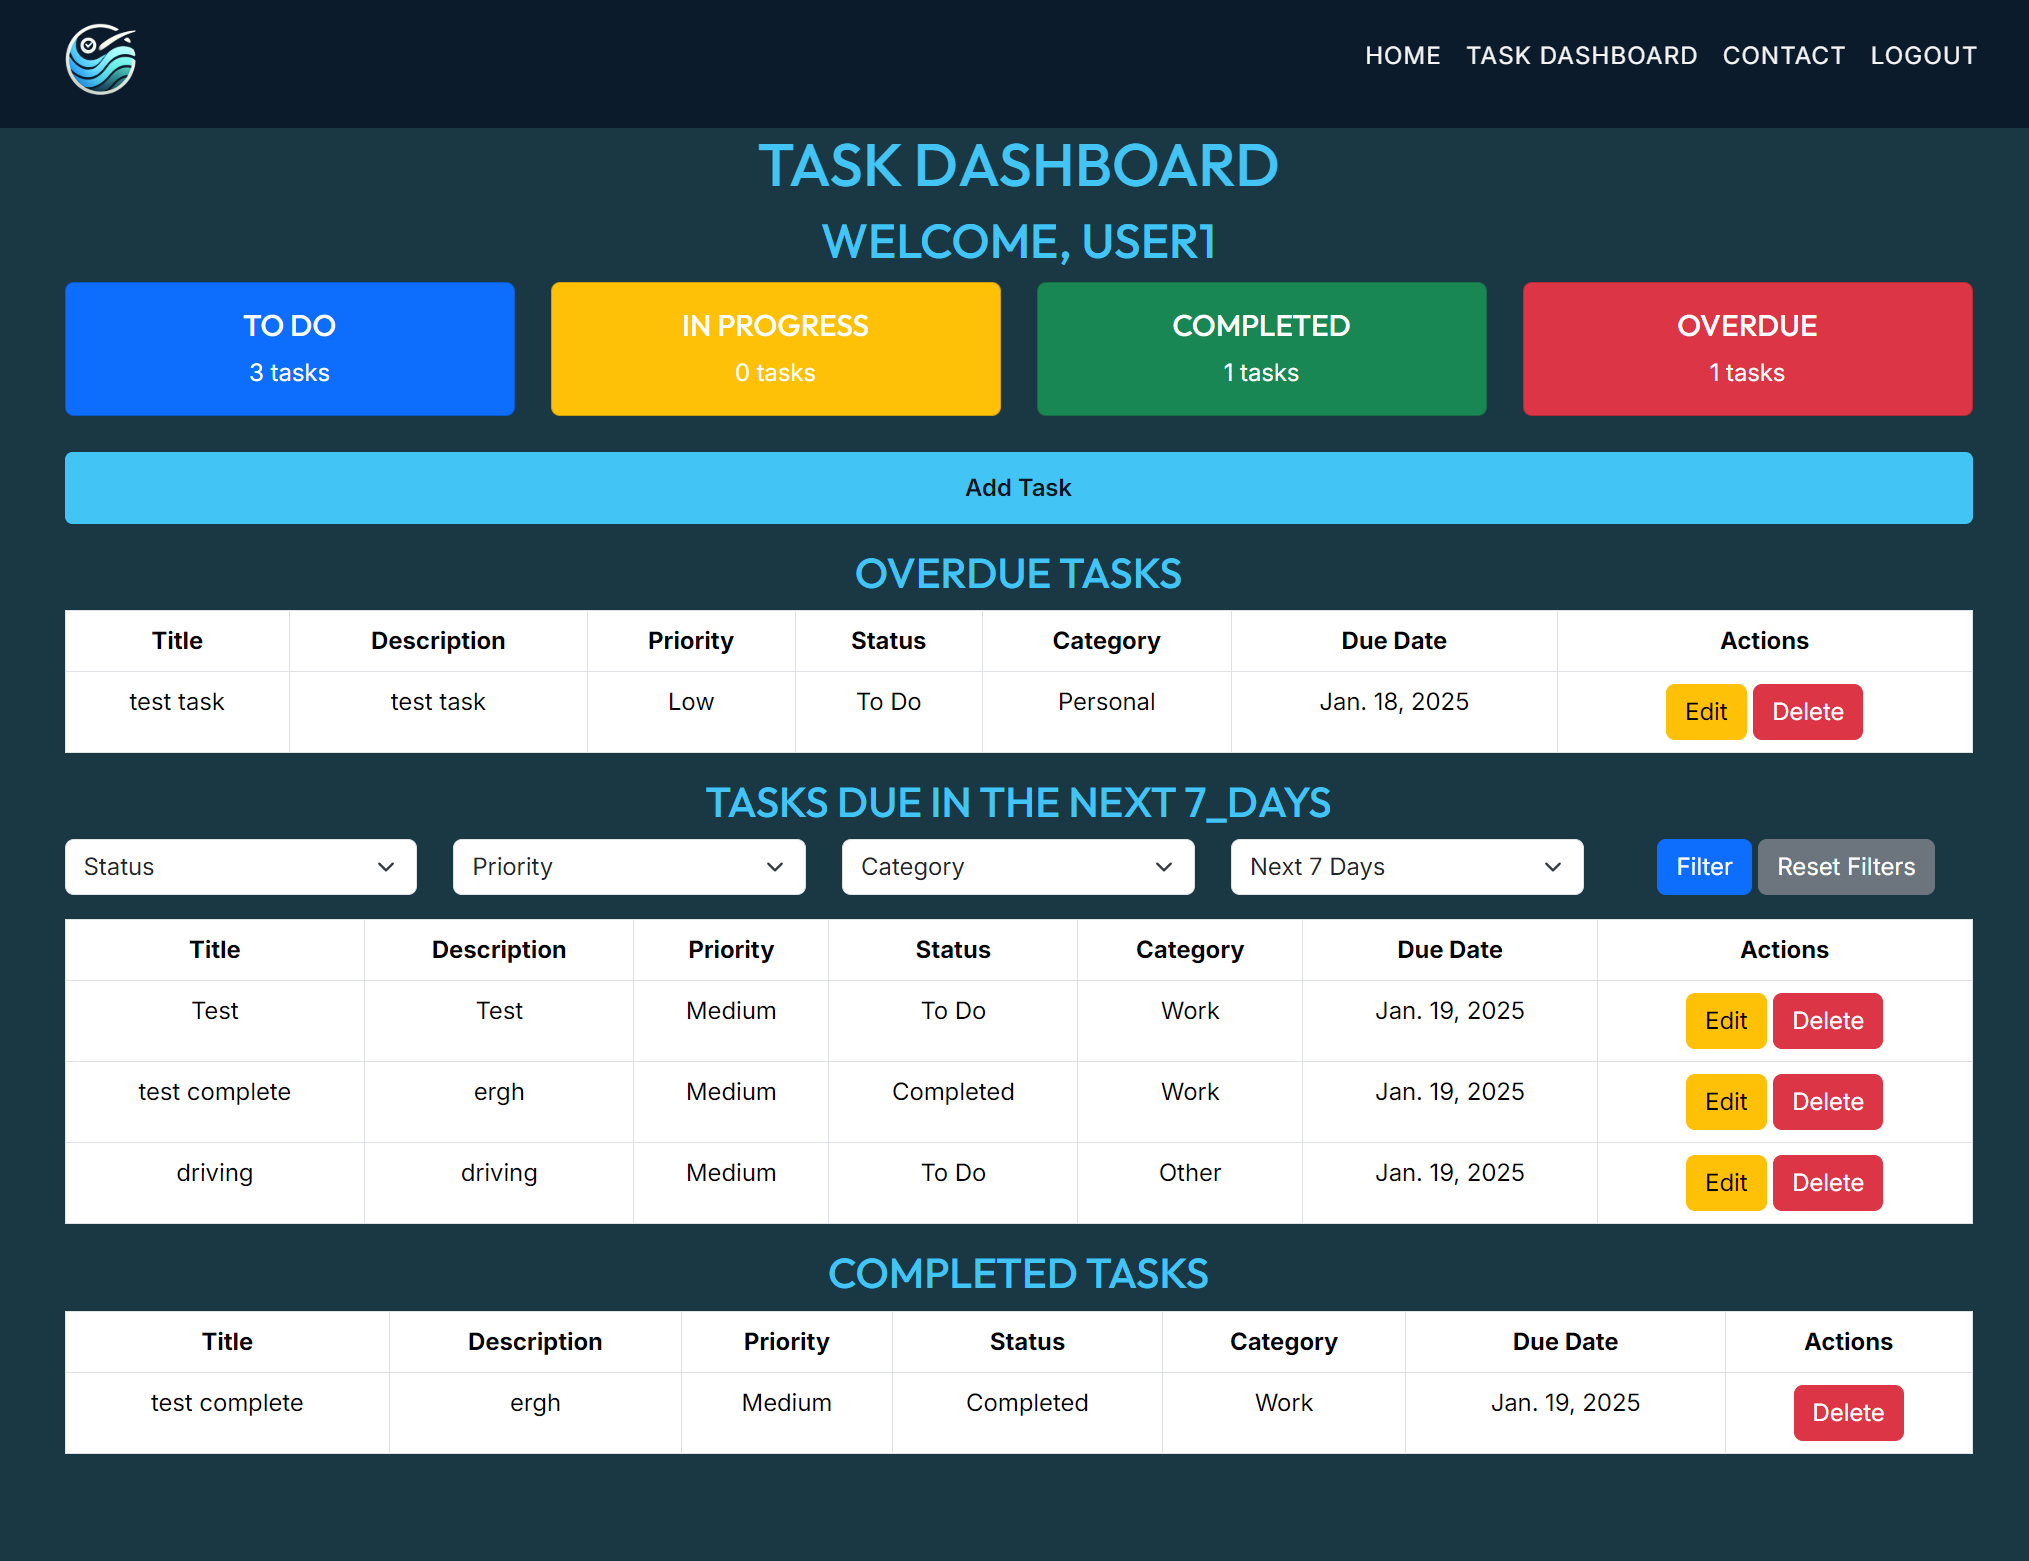 HOME TASK DASHBOARD CONTACT LOGOUT
TASK DASHBOARD
WELCOME, USER1
TO DO
3 tasks
IN PROGRESS
0 tasks
COMPLETED
1 tasks
OVERDUE
1 tasks
Add Task
OVERDUE TASKS
Title Description Priority Status Category Due Date Actions
test task test task Low To Do Personal Jan. 18, 2025 Edit Delete
TASKS DUE IN THE NEXT 7_DAYS
Status Priority Category Next 7 Days Filter Reset Filters
Title Description Priority Status Category Due Date Actions
Test Test Medium To Do Work Jan. 19, 2025 Edit Delete
test complete ergh Medium Completed Work Jan. 19, 2025 Edit Delete
driving driving Medium To Do Other Jan. 19, 2025 Edit Delete
COMPLETED TASKS
Title Description Priority Status Category Due Date Actions
test complete ergh Medium Completed Work Jan. 19, 2025 Delete